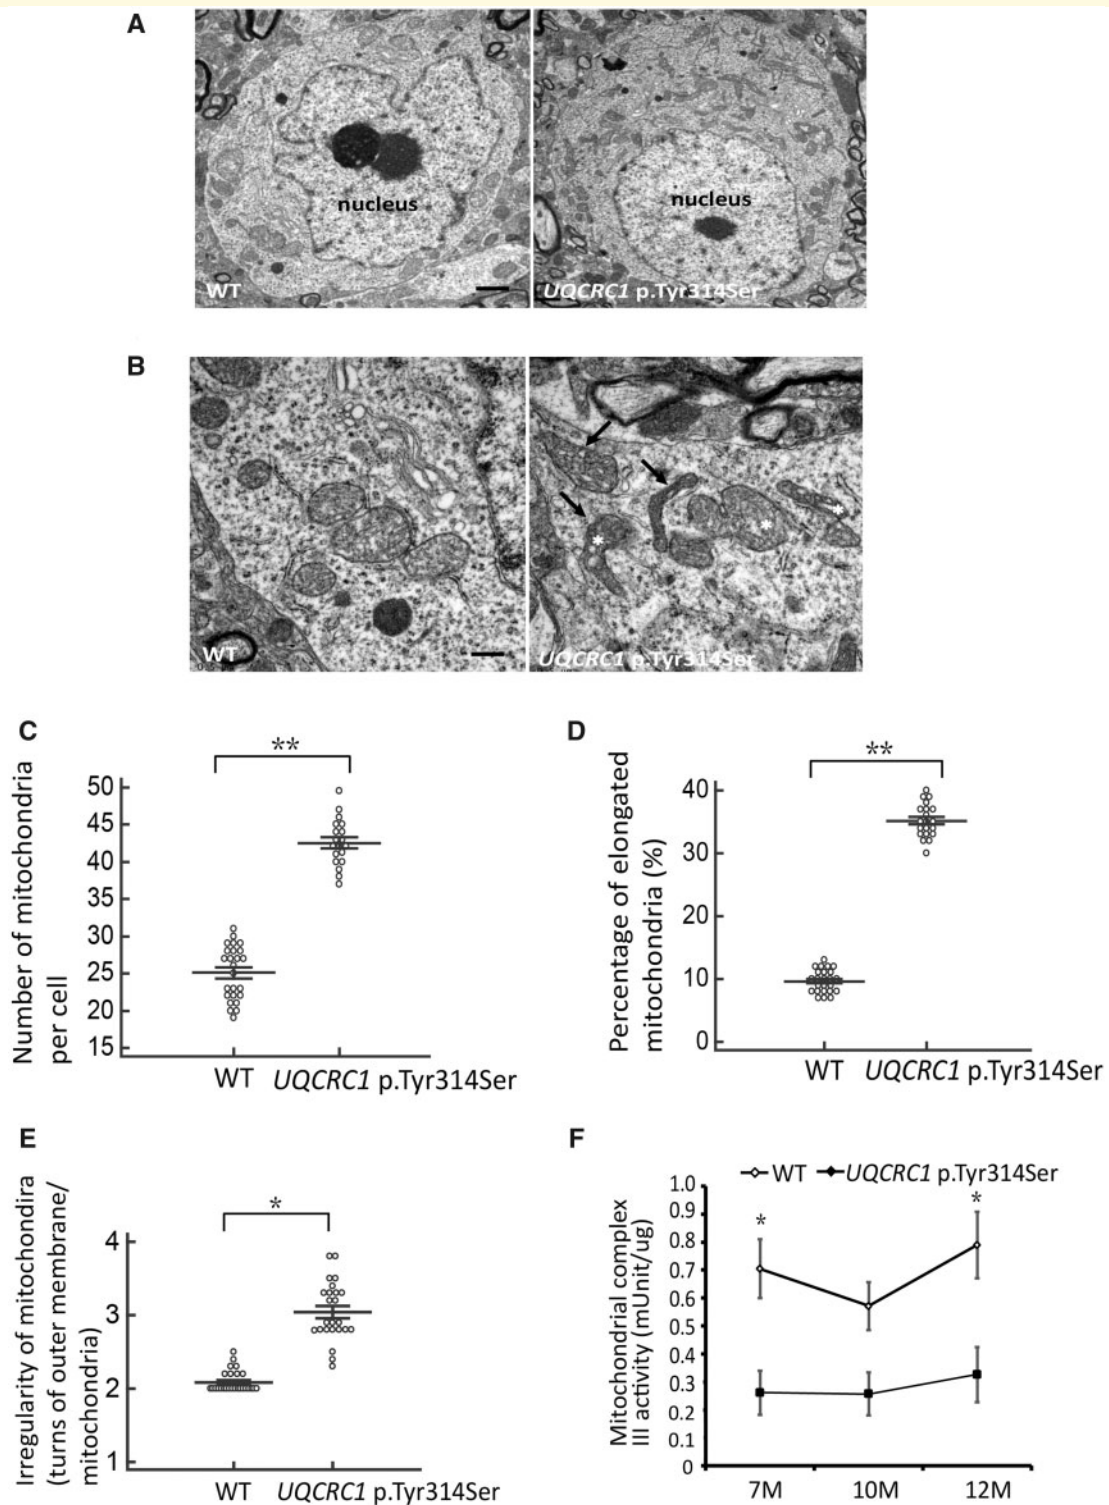 A
nucleus
WT
nucleus
UQCRC1 p.Tyr314Ser
B
WT
UQCRC1 p.Tyr314Ser
*
*
*
C
Number of mitochondria
per cell
**
50
45
40
35
30
25
20
15
WT
UQCRC1 p.Tyr314Ser
D
Percentage of elongated
mitochondria (%)
**
40
30
20
10
0
WT
UQCRC1 p.Tyr314Ser
E
Irregularity of mitochondira
(turns of outer membrane/
mitochondria)
*
4
3
2
1
WT
UQCRC1 p.Tyr314Ser
F
WT UQCRC1 p.Tyr314Ser
Mitochondrial complex
III activity (mUnit/ug)
1.0
0.9
0.8
0.7
0.6
0.5
0.4
0.3
0.2
0.1
0
*
*
7M
10M
12M